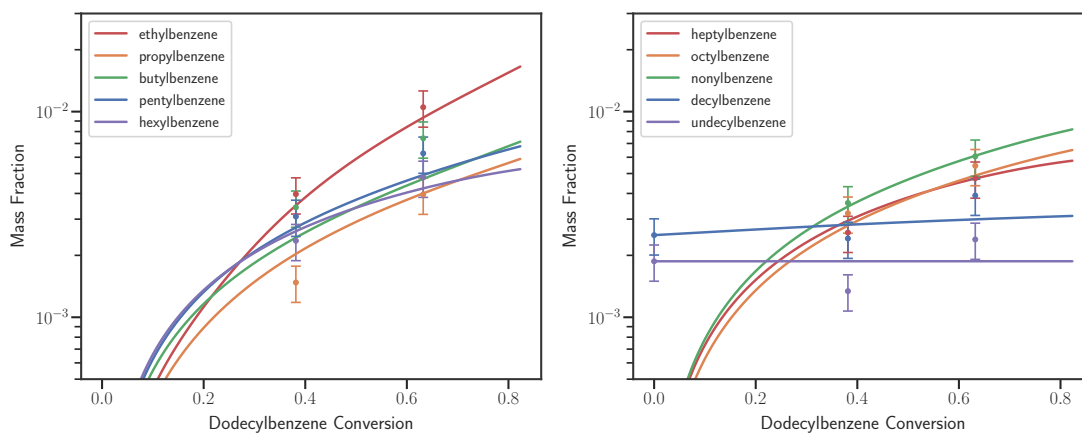 ethylbenzene
propylbenzene
butylbenzene
pentylbenzene
hexylbenzene
10⁻²
10⁻³
Mass Fraction
0.0 0.2 0.4 0.6 0.8
Dodecylbenzene Conversion
heptylbenzene
octylbenzene
nonylbenzene
decylbenzene
undecylbenzene
10⁻²
10⁻³
Mass Fraction
0.0 0.2 0.4 0.6 0.8
Dodecylbenzene Conversion